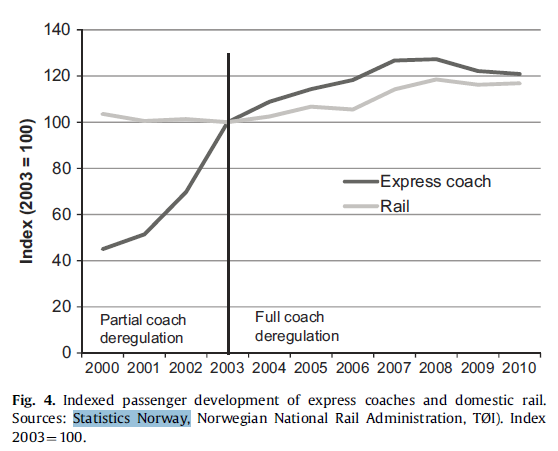 140
120
100
80
60
40
20
0
Index (2003 = 100)
Express coach
Rail
Partial coach
deregulation
Full coach
deregulation
2000 2001 2002 2003 2004 2005 2006 2007 2008 2009 2010
Fig. 4. Indexed passenger development of express coaches and domestic rail.
Sources: Statistics Norway, Norwegian National Rail Administration, TØI). Index
2003=100.